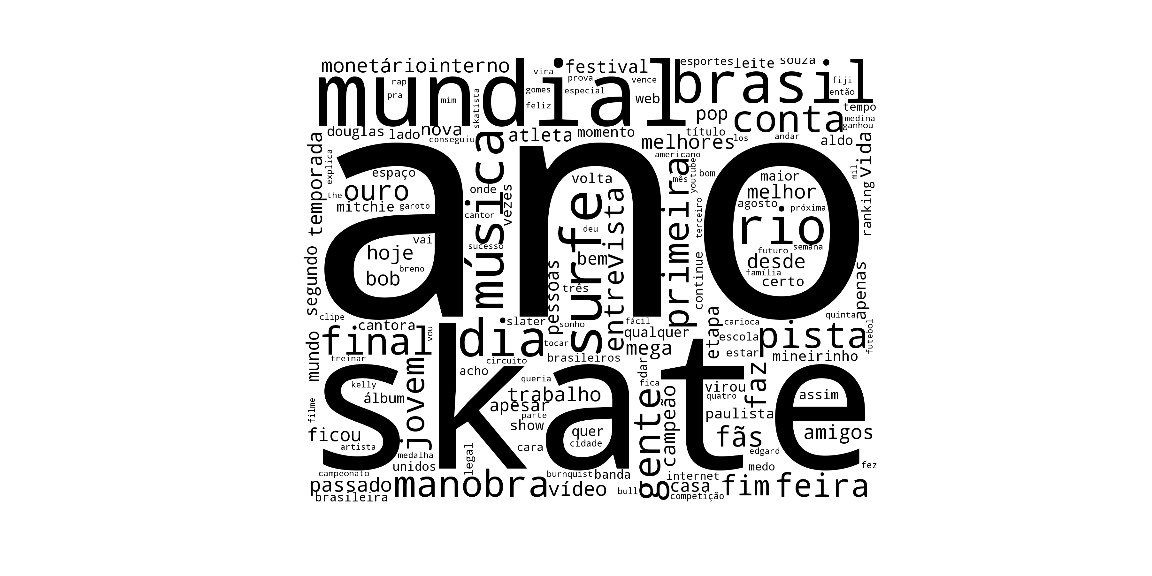 monetário interno
festival
esportes leite souza
mundial
brasil
vira
prova
vence
fiji
rap
então
pra
mim
gomes
especial
feliz
web
pop
conta
tempo
medina
ganhou
skatista
douglas lado nova
conseguiu
atleta momento
melhores
título
los
andar
aldo
ano
americano
temporada
explica
espaço
the
ouro
mitchie garoto
vai
hoje
bob
breno
música
onde
cantor
sucesso
vezes
volta
deu
surfe
bem
três
entrevista
pessoas
primeira
mês
youtube
bom
terceiro
continue
maior
melhor
agosto
próxima
rio
futuro
semana
desde
família
certo
mil
vida
ranking
apenas
segundo
clipe
cantora
vou
final
dia
slater
sonho
tocar
brasileiros
fácil
qualquer
mega
etapa
carioca
escola
estar
quinta
pista
mineirinho
futebol
mundo
treinar
circuito
skate
kelly
álbum
jovem
acho
queria
trabalho
apesar
parte
show
quer
cidade
cara
dar
fica
gente
campeão
virou
quatro
paulista
faz
fãs
assim
amigos
edgard
medo
fez
filme
ficou
artista
campeonato
medalha
unidos
legal
passado
brasileira
manobra
burnquist banda
vídeo
bull
internet
casa
competição
fim
feira